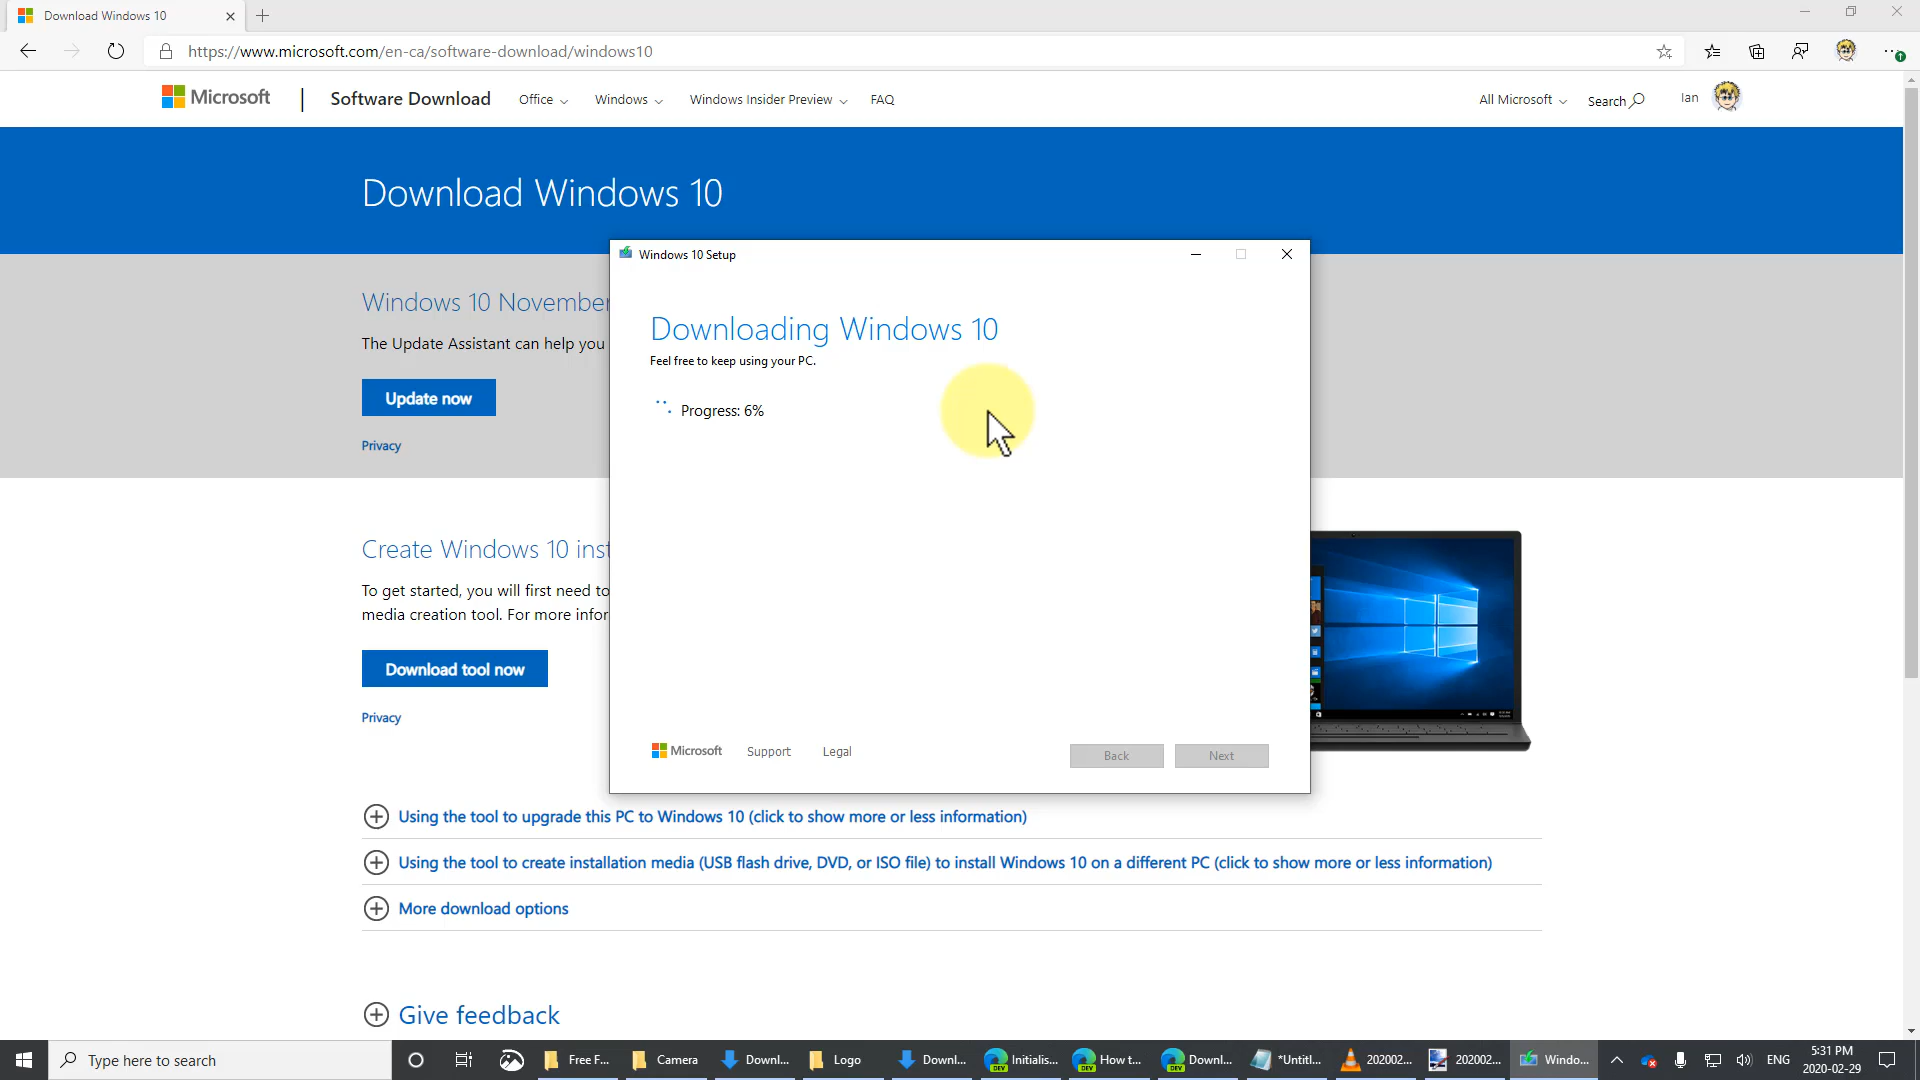 Download Windows 10
https://www.microsoft.com/en-ca/software-download/windows10
Microsoft
Software Download
Office
Windows
Windows Insider Preview
FAQ
All Microsoft
Search
Ian
Download Windows 10
Windows 10 November
The Update Assistant can help you
Update now
Privacy
Windows 10 Setup
Downloading Windows 10
Feel free to keep using your PC.
Progress: 6%
Microsoft
Support
Legal
Back
Next
Create Windows 10 inst
To get started, you will first need to
media creation tool. For more infor
Download tool now
Privacy
Using the tool to upgrade this PC to Windows 10 (click to show more or less information)
Using the tool to create installation media (USB flash drive, DVD, or ISO file) to install Windows 10 on a different PC (click to show more or less information)
More download options
Give feedback
Type here to search
Free F...
Camera
Downl...
Logo
Downl...
DEV
Initialis...
DEV
How t...
DEV
Downl...
*Untitl...
202002...
202002...
Windo...
ENG
5:31 PM
2020-02-29